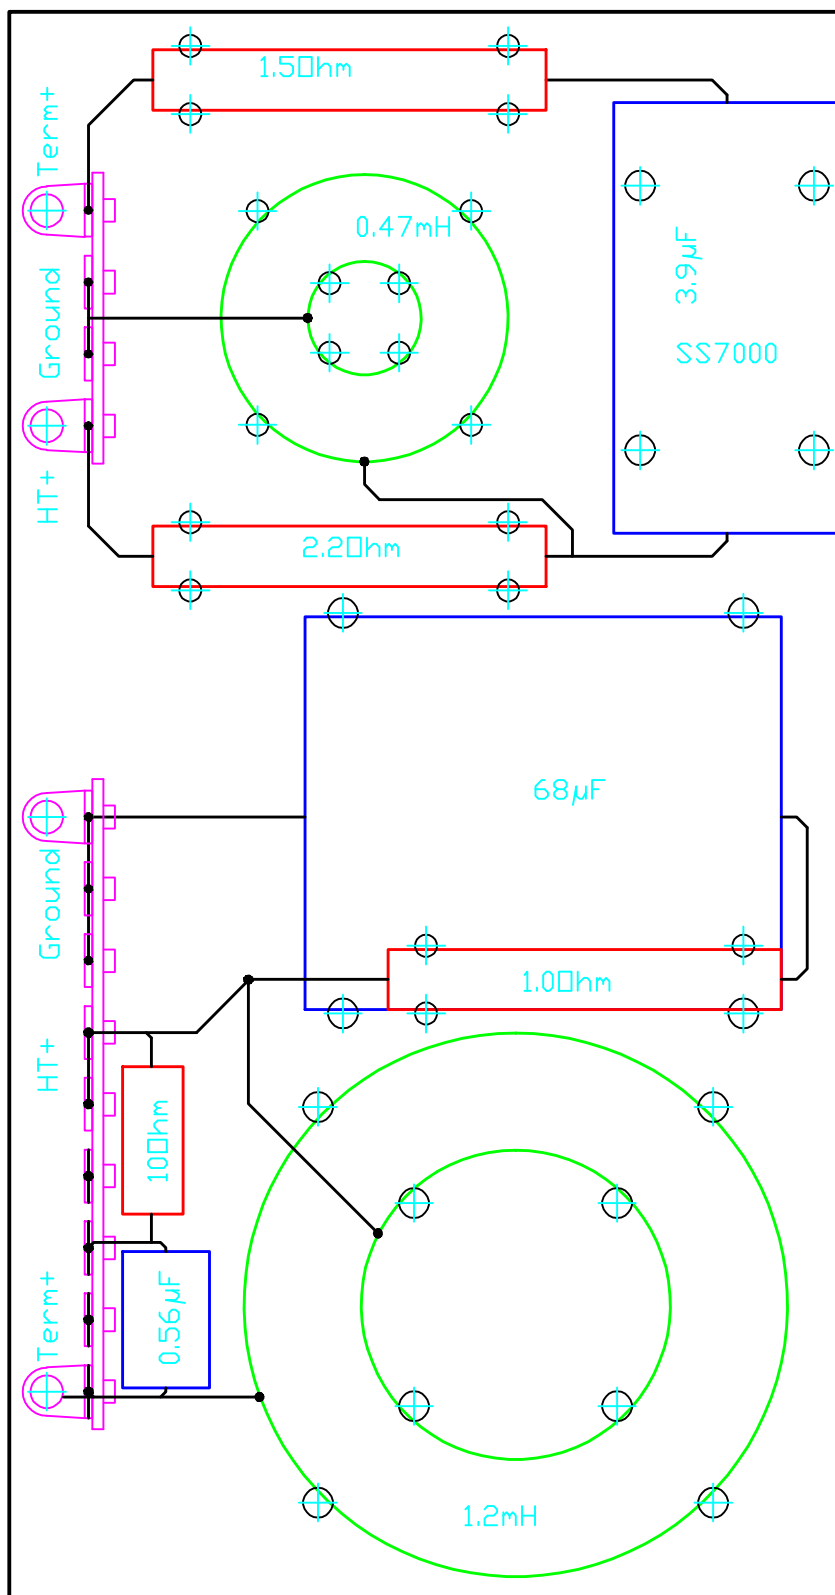 1.5Ohm
Term+
0.47mH
3.9µF
Ground
SS7000
HT+
2.2Ohm
68µF
Ground
1.0Ohm
HT+
10Ohm
0.56µF
Term+
1.2mH